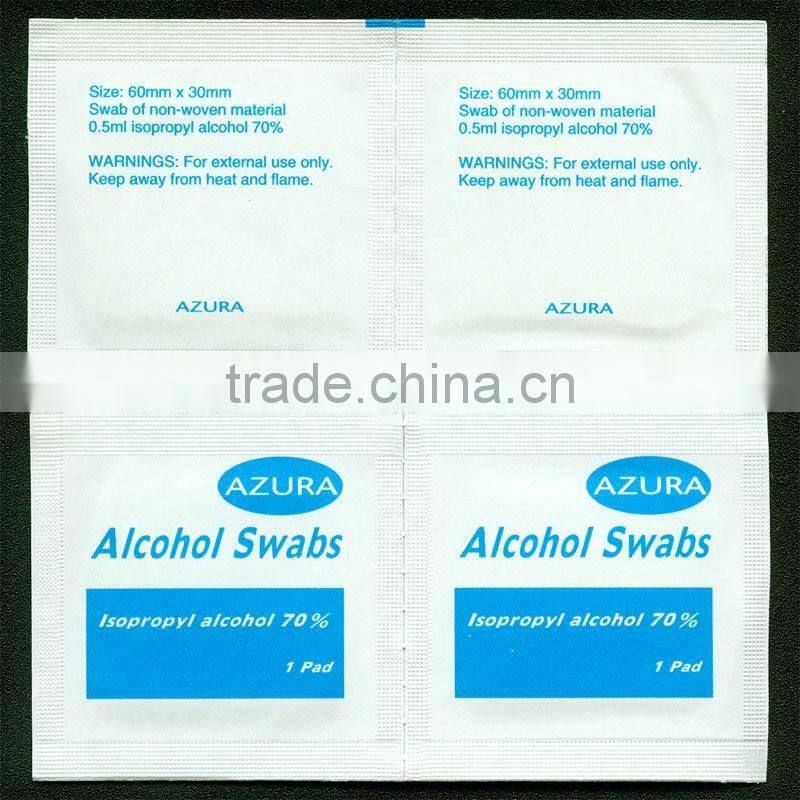 Size: 60mm x 30mm
Swab of non-woven material
0.5ml isopropyl alcohol 70%
WARNINGS: For external use only.
Keep away from heat and flame.
AZURA
Size: 60mm x 30mm
Swab of non-woven material
0.5ml isopropyl alcohol 70%
WARNINGS: For external use only.
Keep away from heat and flame.
AZURA
trade.china.cn
AZURA
Alcohol Swabs
Isopropyl alcohol 70%
1 Pad
AZURA
Alcohol Swabs
Isopropyl alcohol 70%
1 Pad